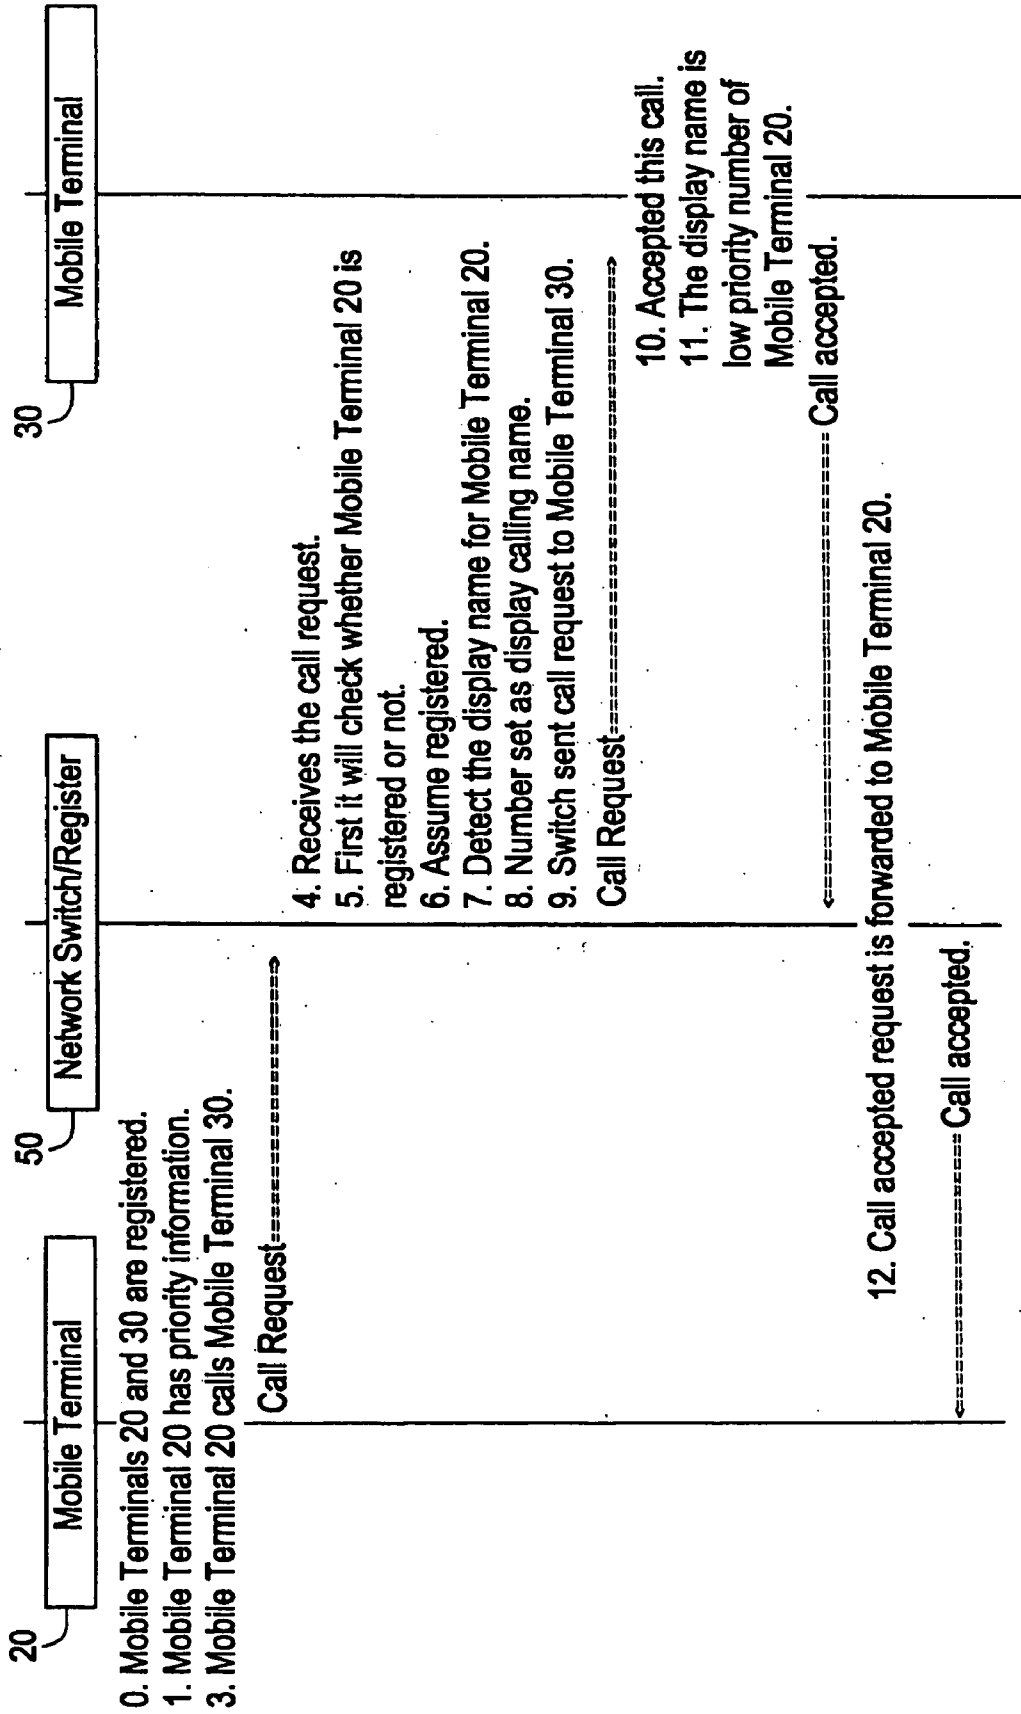 20
Mobile Terminal
50
Network Switch/Register
30
Mobile Terminal
0. Mobile Terminals 20 and 30 are registered.
1. Mobile Terminal 20 has priority information.
3. Mobile Terminal 20 calls Mobile Terminal 30.
Call Request
4. Receives the call request.
5. First it will check whether Mobile Terminal 20 is
registered or not.
6. Assume registered.
7. Detect the display name for Mobile Terminal 20.
8. Number set as display calling name.
9. Switch sent call request to Mobile Terminal 30.
Call Request
10. Accepted this call.
11. The display name is
low priority number of
Mobile Terminal 20.
Call accepted.
12. Call accepted request is forwarded to Mobile Terminal 20.
Call accepted.